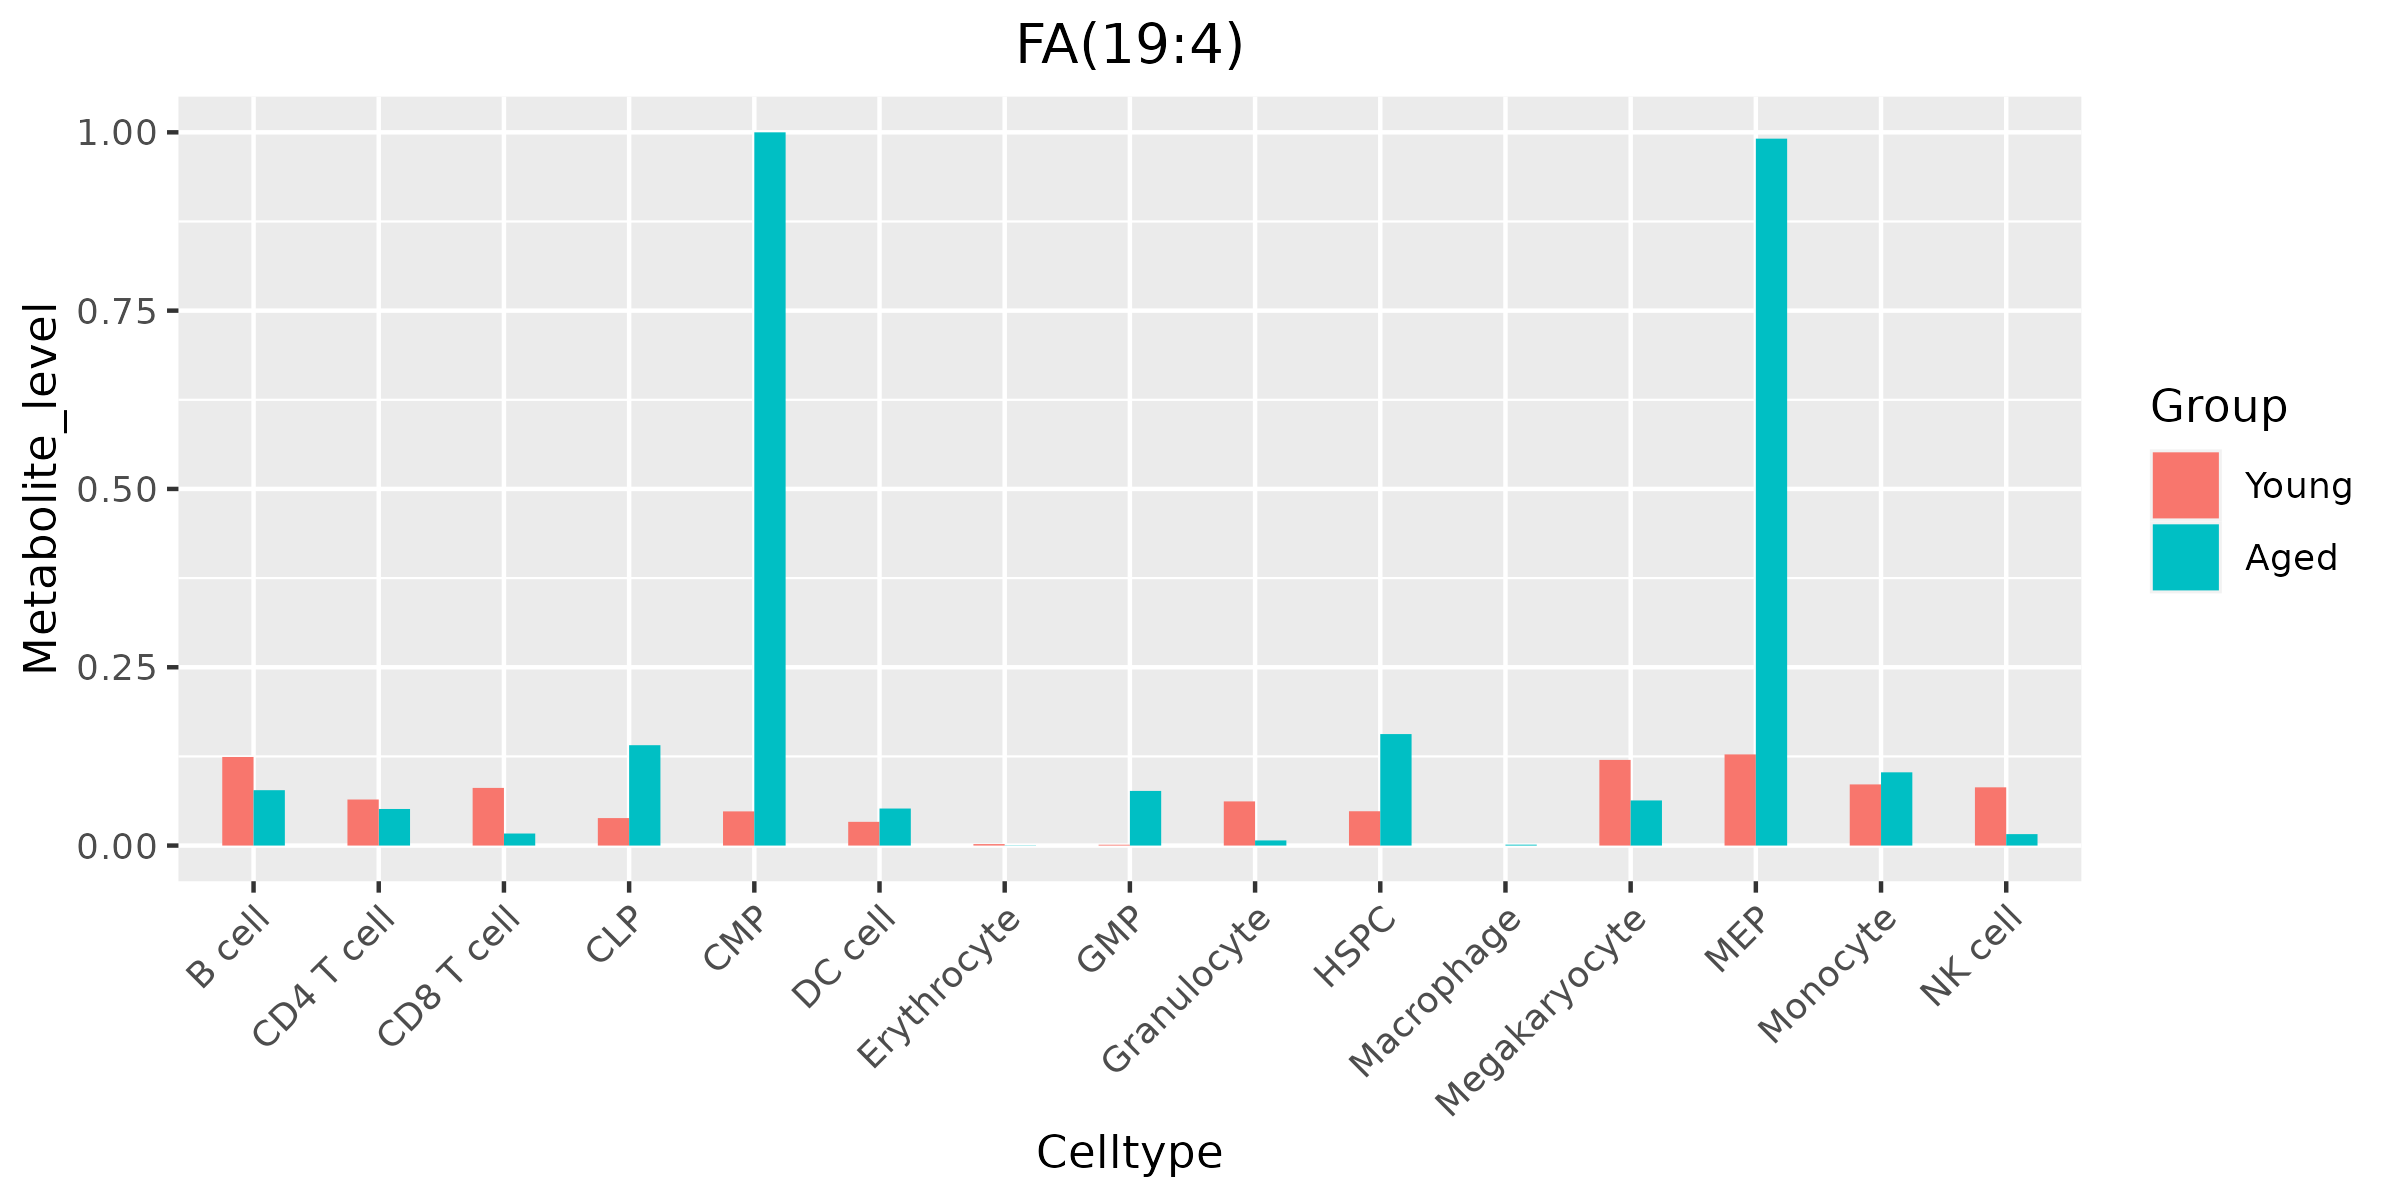 FA(19:4)
Metabolite_level
1.00
0.75
0.50
0.25
0.00
B cell
CD4 T cell
CD8 T cell
CLP
CMP
DC cell
Erythrocyte
GMP
Granulocyte
HSPC
Macrophage
Megakaryocyte
MEP
Monocyte
NK cell
Celltype
Group
Young
Aged